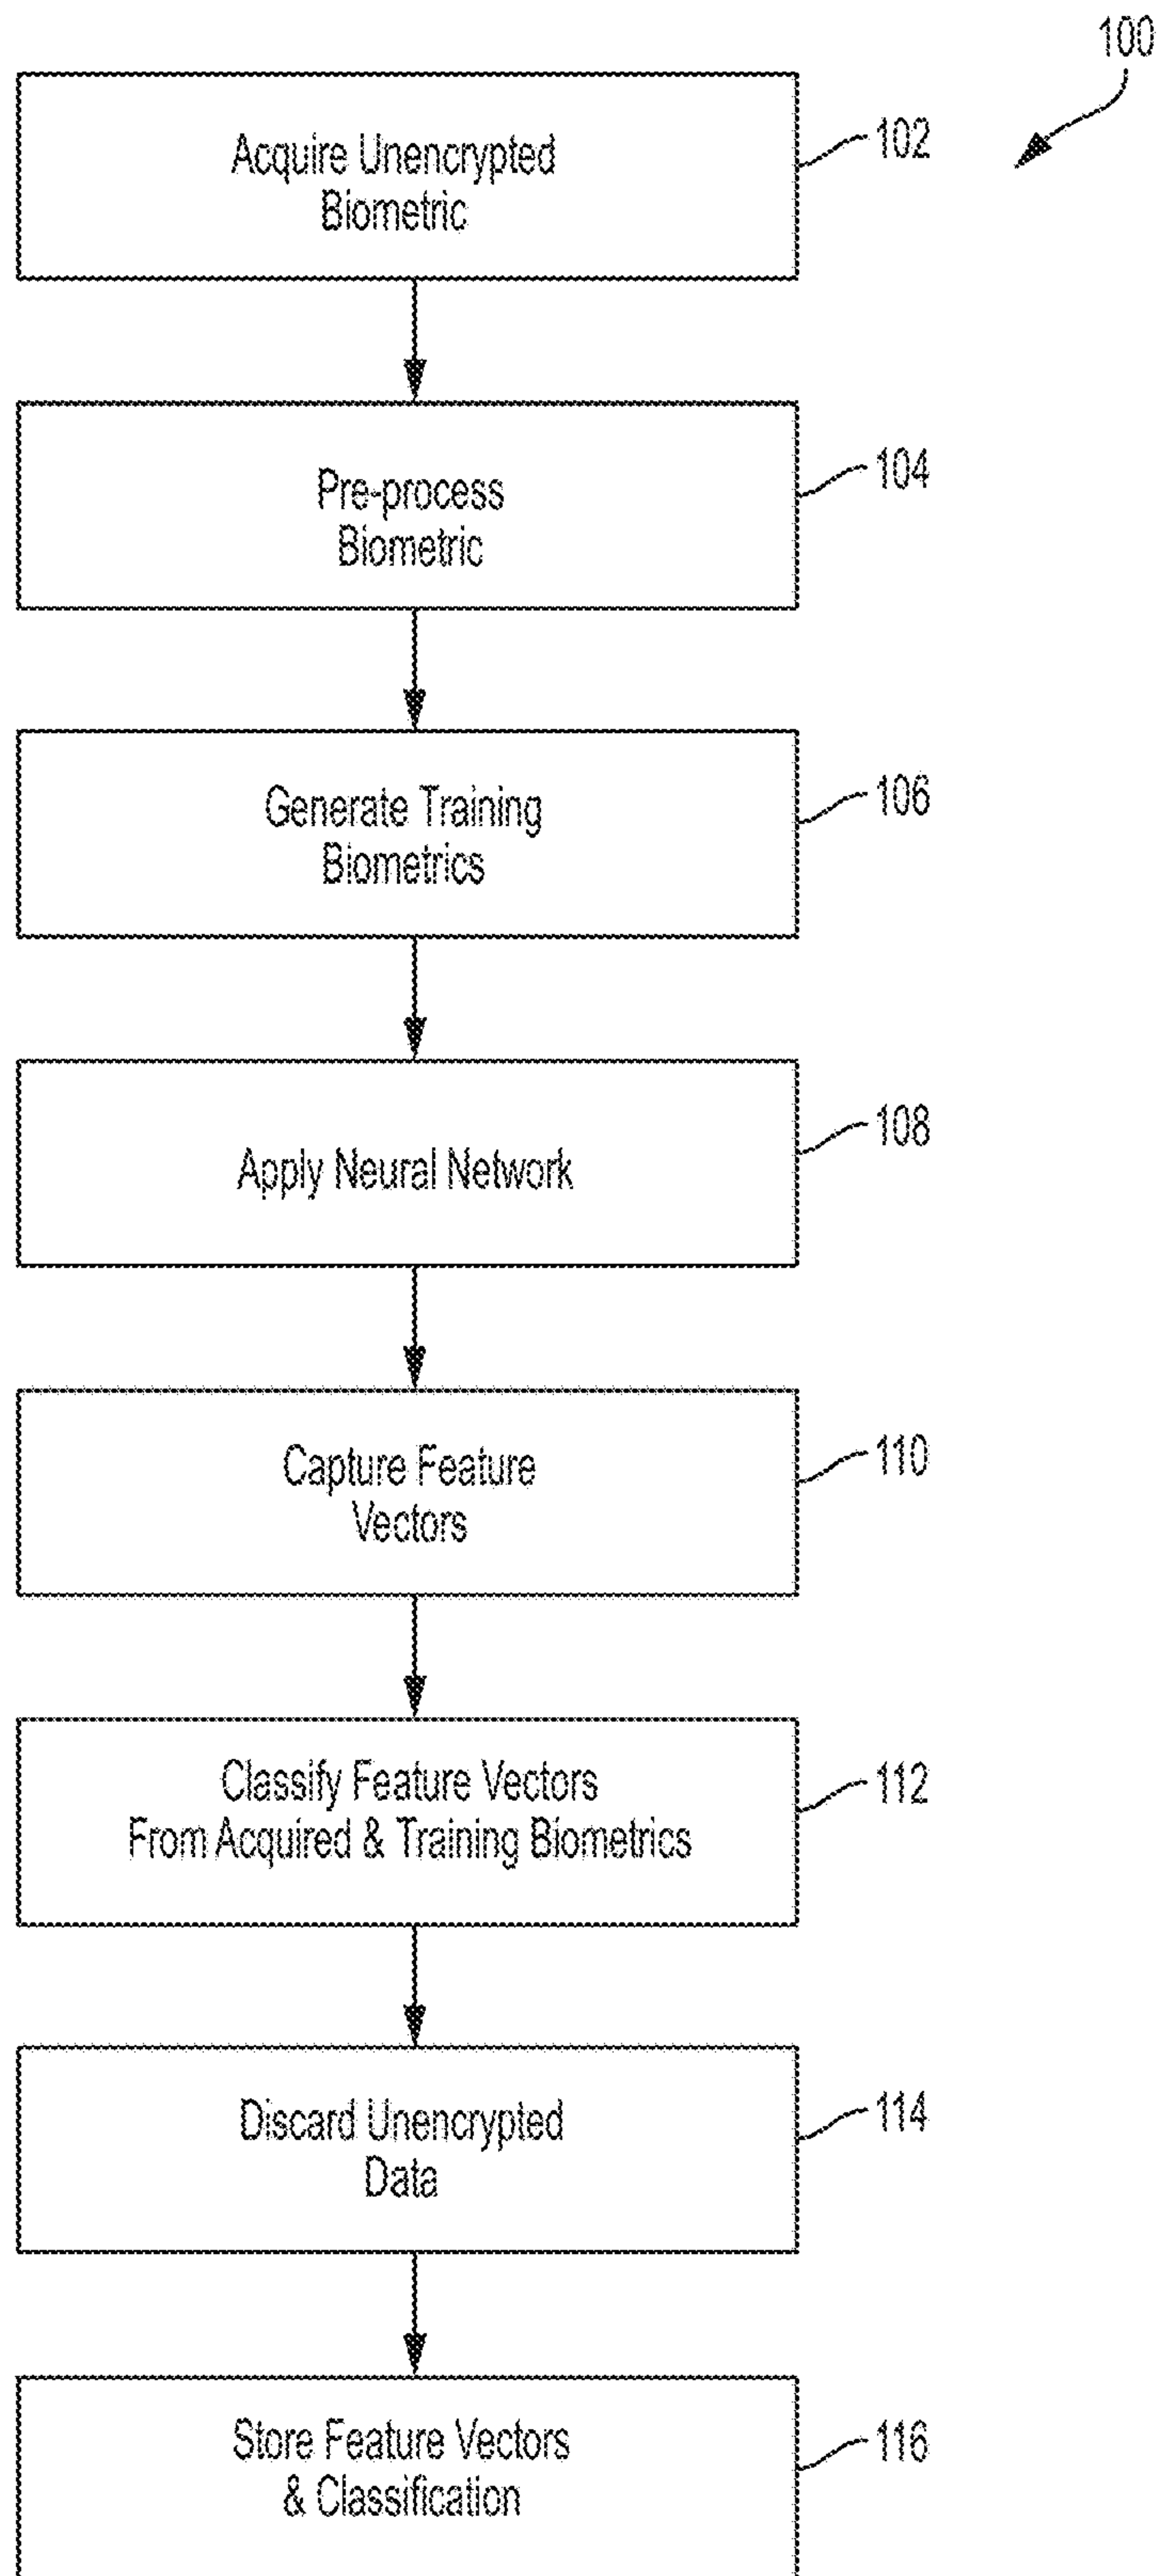 100
Acquire Unencrypted
Biometric
102
Pre-process
Biometric
104
Generate Training
Biometrics
106
Apply Neural Network
108
Capture Feature
Vectors
110
Classify Feature Vectors
From Acquired & Training Biometrics
112
Discard Unencrypted
Data
114
Store Feature Vectors
& Classification
116